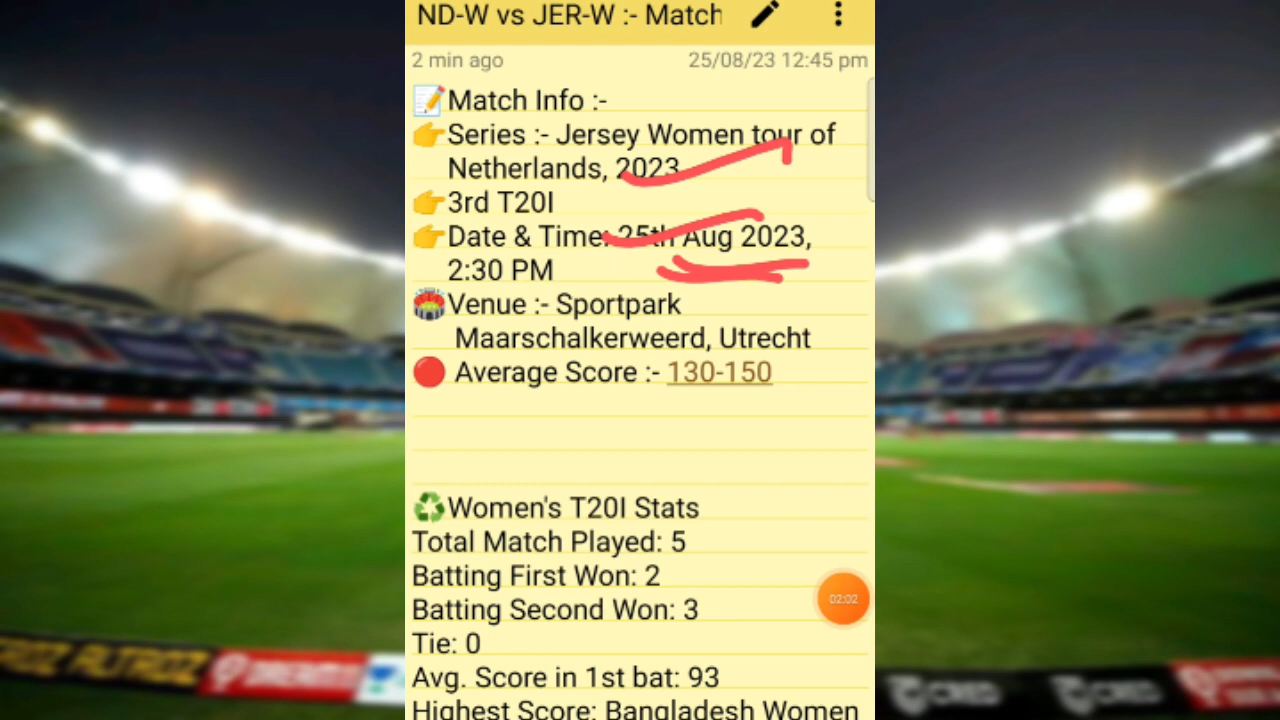 ND-W vs JER-W :- Match
2 min ago 25/08/23 12:45 pm
📝Match Info :-
👉Series :- Jersey Women tour of
Netherlands, 2023
👉3rd T20I
👉Date & Time: 25th Aug 2023,
2:30 PM
🏟Venue :- Sportpark
Maarschalkerweerd, Utrecht
🔴 Average Score :- 130-150
♻Women's T20I Stats
Total Match Played: 5
Batting First Won: 2
Batting Second Won: 3
02:02
Tie: 0
Avg. Score in 1st bat: 93
Highest Score: Bangladesh Women
CRED
CRED